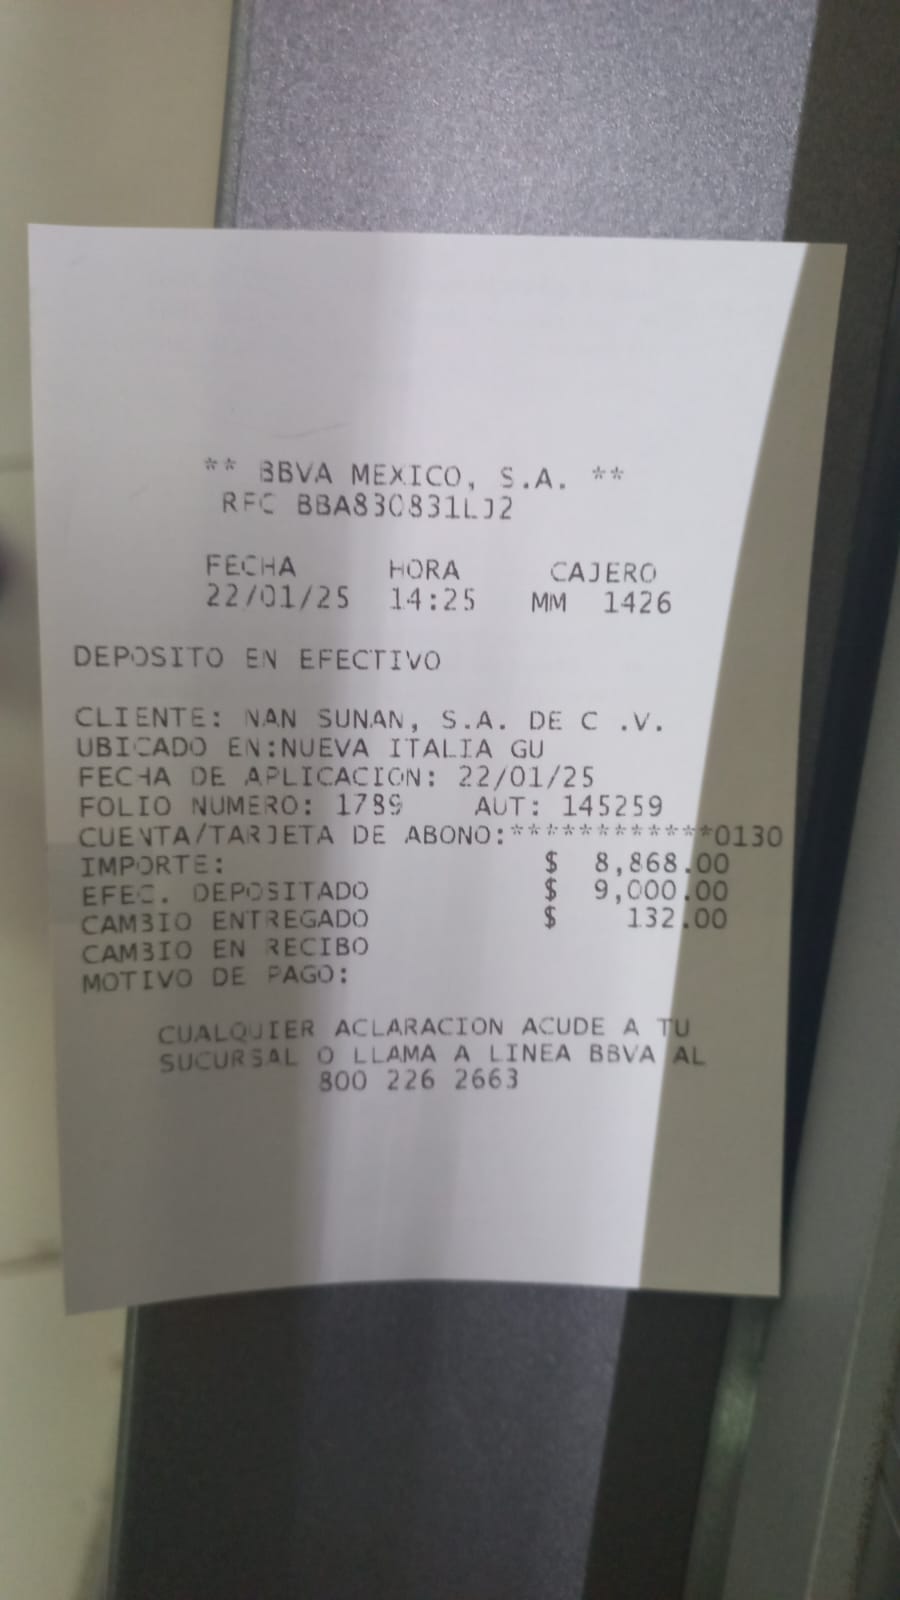 ** BBVA MEXICO, S.A. **
RFC BBA830831LJ2
FECHA HORA CAJERO
22/01/25 14:25 MM 1426
DEPOSITO EN EFECTIVO
CLIENTE: NAN SUNAN, S.A. DE C .V.
UBICADO EN:NUEVA ITALIA GU
FECHA DE APLICACION: 22/01/25
FOLIO NUMERO: 1789 AUT: 145259
CUENTA/TARJETA DE ABONO:************0130
IMPORTE: $ 8,868.00
EFEC. DEPOSITADO $ 9,000.00
CAMBIO ENTREGADO $ 132.00
CAMBIO EN RECIBO
MOTIVO DE PAGO:
CUALQUIER ACLARACION ACUDE A TU
SUCURSAL O LLAMA A LINEA BBVA AL
800 226 2663